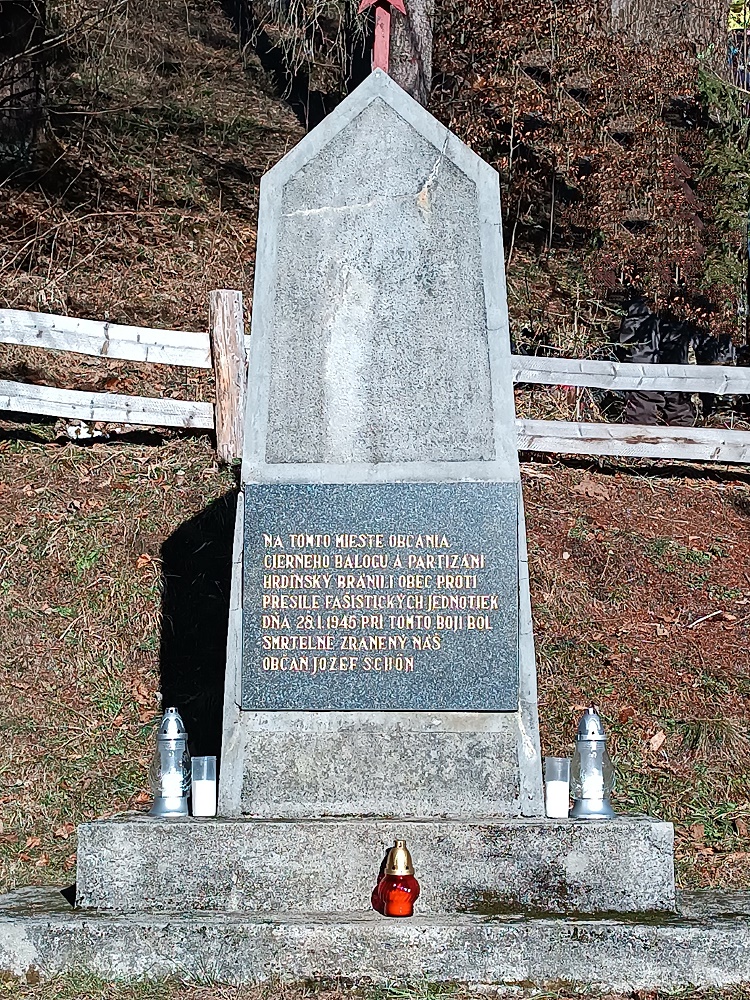 NA TOMTO MIESTE OBČANIA
ČIERNEHO BALOGU A PARTIZÁNI
HRDINSKY BRÁNILI OBEC PROTI
PRESILE FAŠISTICKÝCH JEDNOTIEK
DŇA 28.I.1945 PRI TOMTO BOJI BOL
SMRTEĽNE ZRANENÝ NÁŠ
OBČAN JOZEF SCHÖN